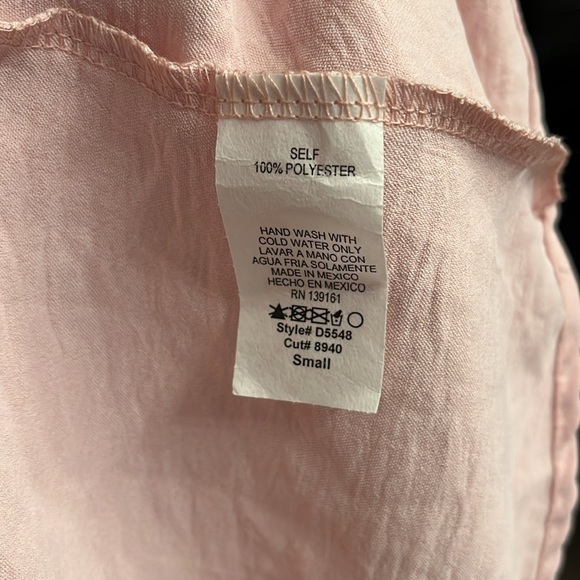 SELF
100% POLYESTER
HAND WASH WITH
COLD WATER ONLY
LAVAR A MANO CON
AGUA FRIA SOLAMENTE
MADE IN MEXICO
HECHO EN MEXICO
RN 139161
Style# D5548
Cut# 8940
Small